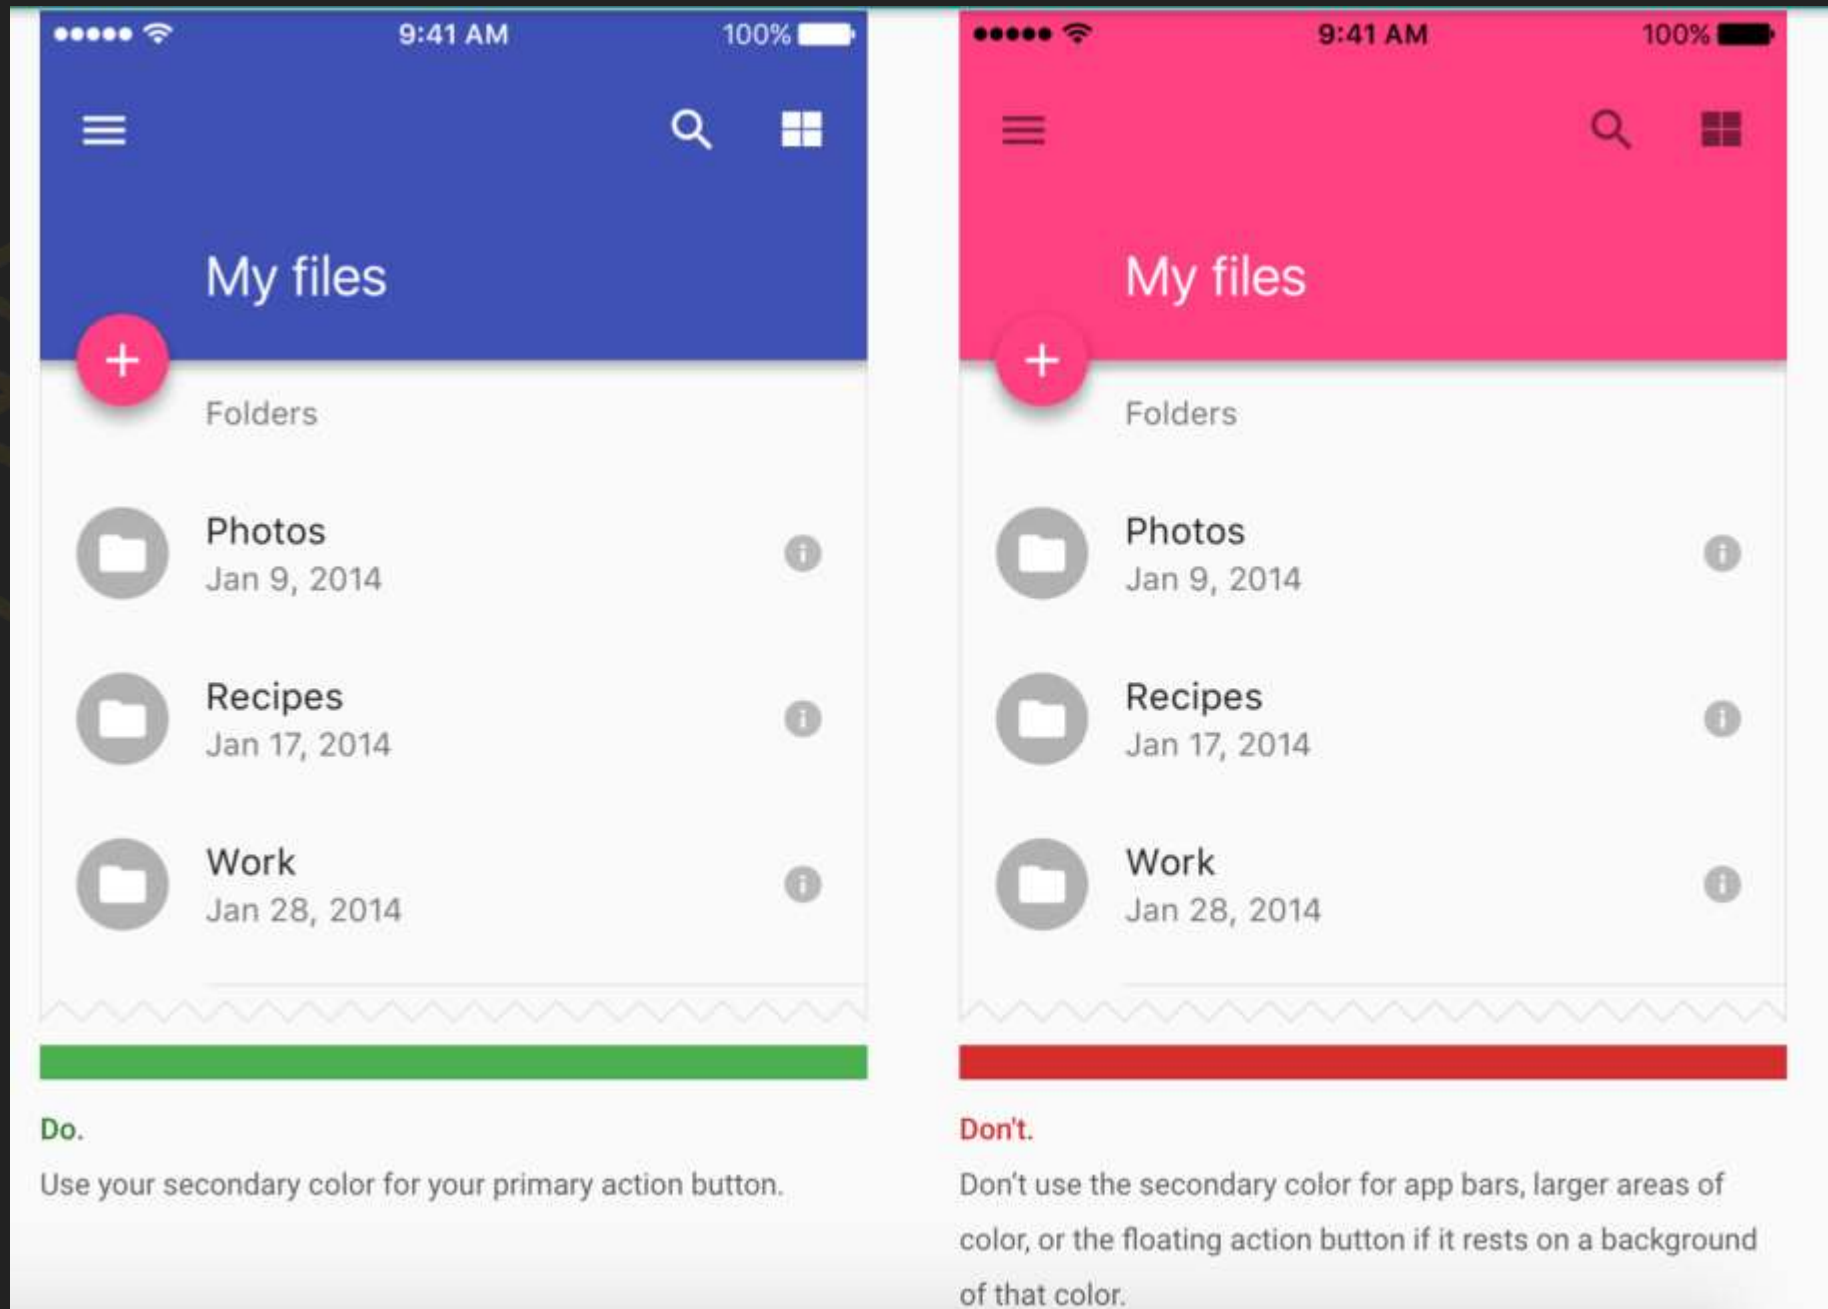 9:41 AM 100%
My files
Folders
Photos
Jan 9, 2014
Recipes
Jan 17, 2014
Work
Jan 28, 2014
Do.
Use your secondary color for your primary action button.
9:41 AM 100%
My files
Folders
Photos
Jan 9, 2014
Recipes
Jan 17, 2014
Work
Jan 28, 2014
Don't.
Don't use the secondary color for app bars, larger areas of
color, or the floating action button if it rests on a background
of that color.